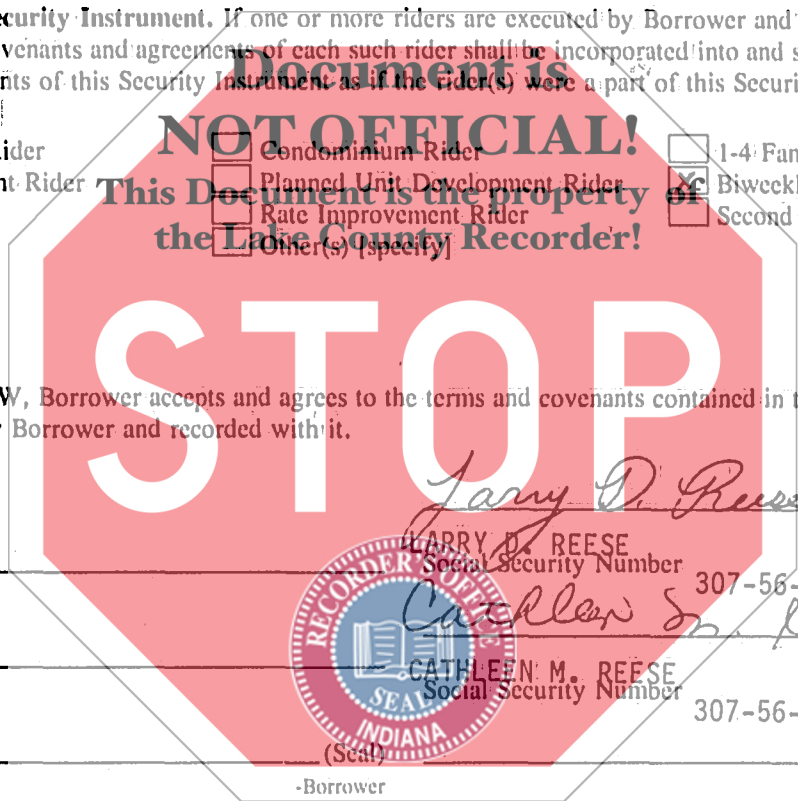 curity Instrument. If one or more riders are executed by Borrower and
venants and agreements of each such rider shall be incorporated into and s
nts of this Security Instrument as if the rider(s) were a part of this Securi
Document is
NOT OFFICIAL!
This Document is the property of
the Lake County Recorder!
ider Condominium Rider 1-4 Fam
nt Rider Planned Unit Development Rider X Biweekl
Rate Improvement Rider Second
Other(s) [specify]
STOP
W, Borrower accepts and agrees to the terms and covenants contained in t
Borrower and recorded with it.
Larry D. Reese
LARRY D. REESE
Social Security Number
307-56-
Cathleen M.
CATHLEEN M. REESE
Social Security Number
307-56-
RECORDER'S OFFICE
SEAL
INDIANA
(Seal)
-Borrower